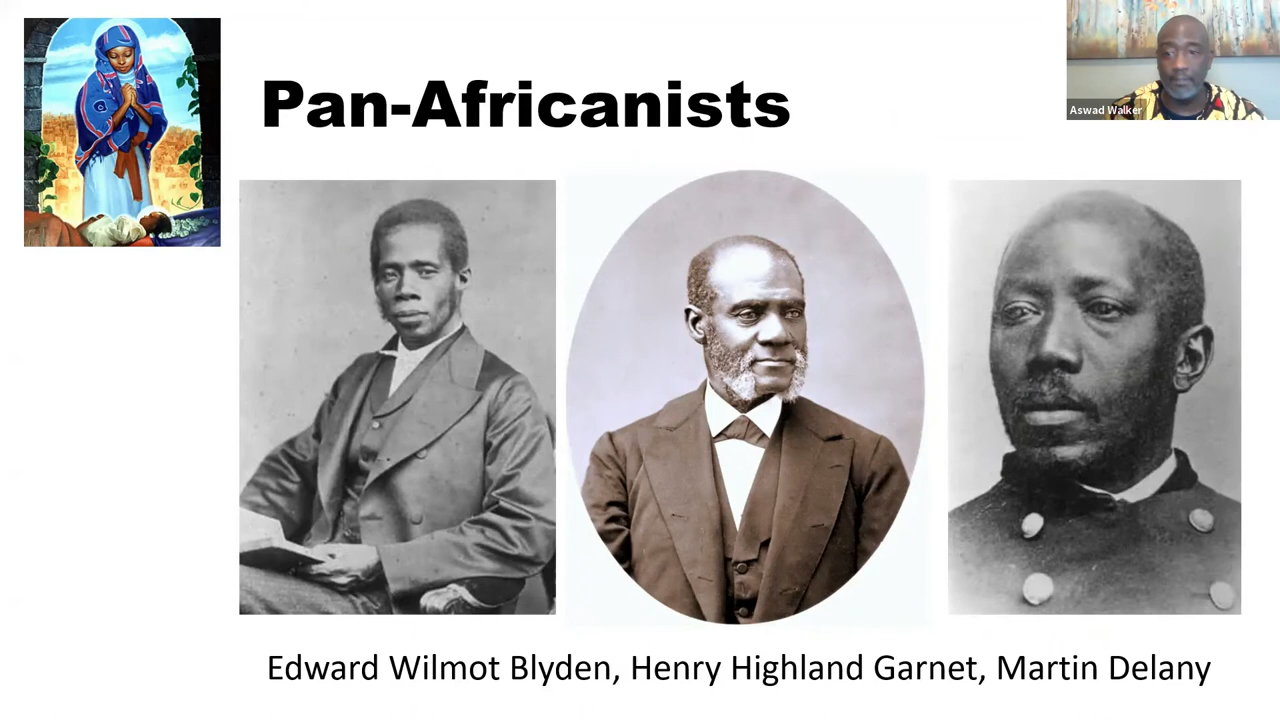 Pan-Africanists
Aswad Walker
Edward Wilmot Blyden, Henry Highland Garnet, Martin Delany